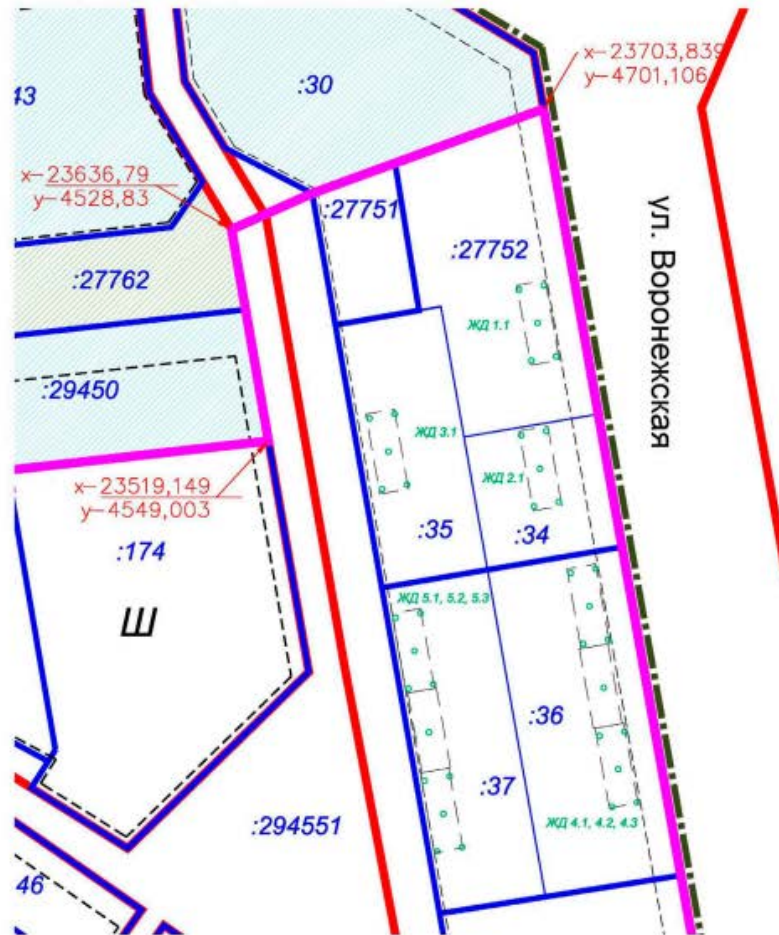 x-23703,839
y-4701,106
:30
43
x-23636,79
y-4528,83
:27751
:27752
:27762
ЖД 1.1
ул. Воронежская
:29450
ЖД 3.1
ЖД 2.1
x-23519,149
y-4549,003
:35
:34
:174
ЖД 5.1, 5.2, 5.3
Ш
:36
:37
:294551
ЖД 4.1, 4.2, 4.3
46